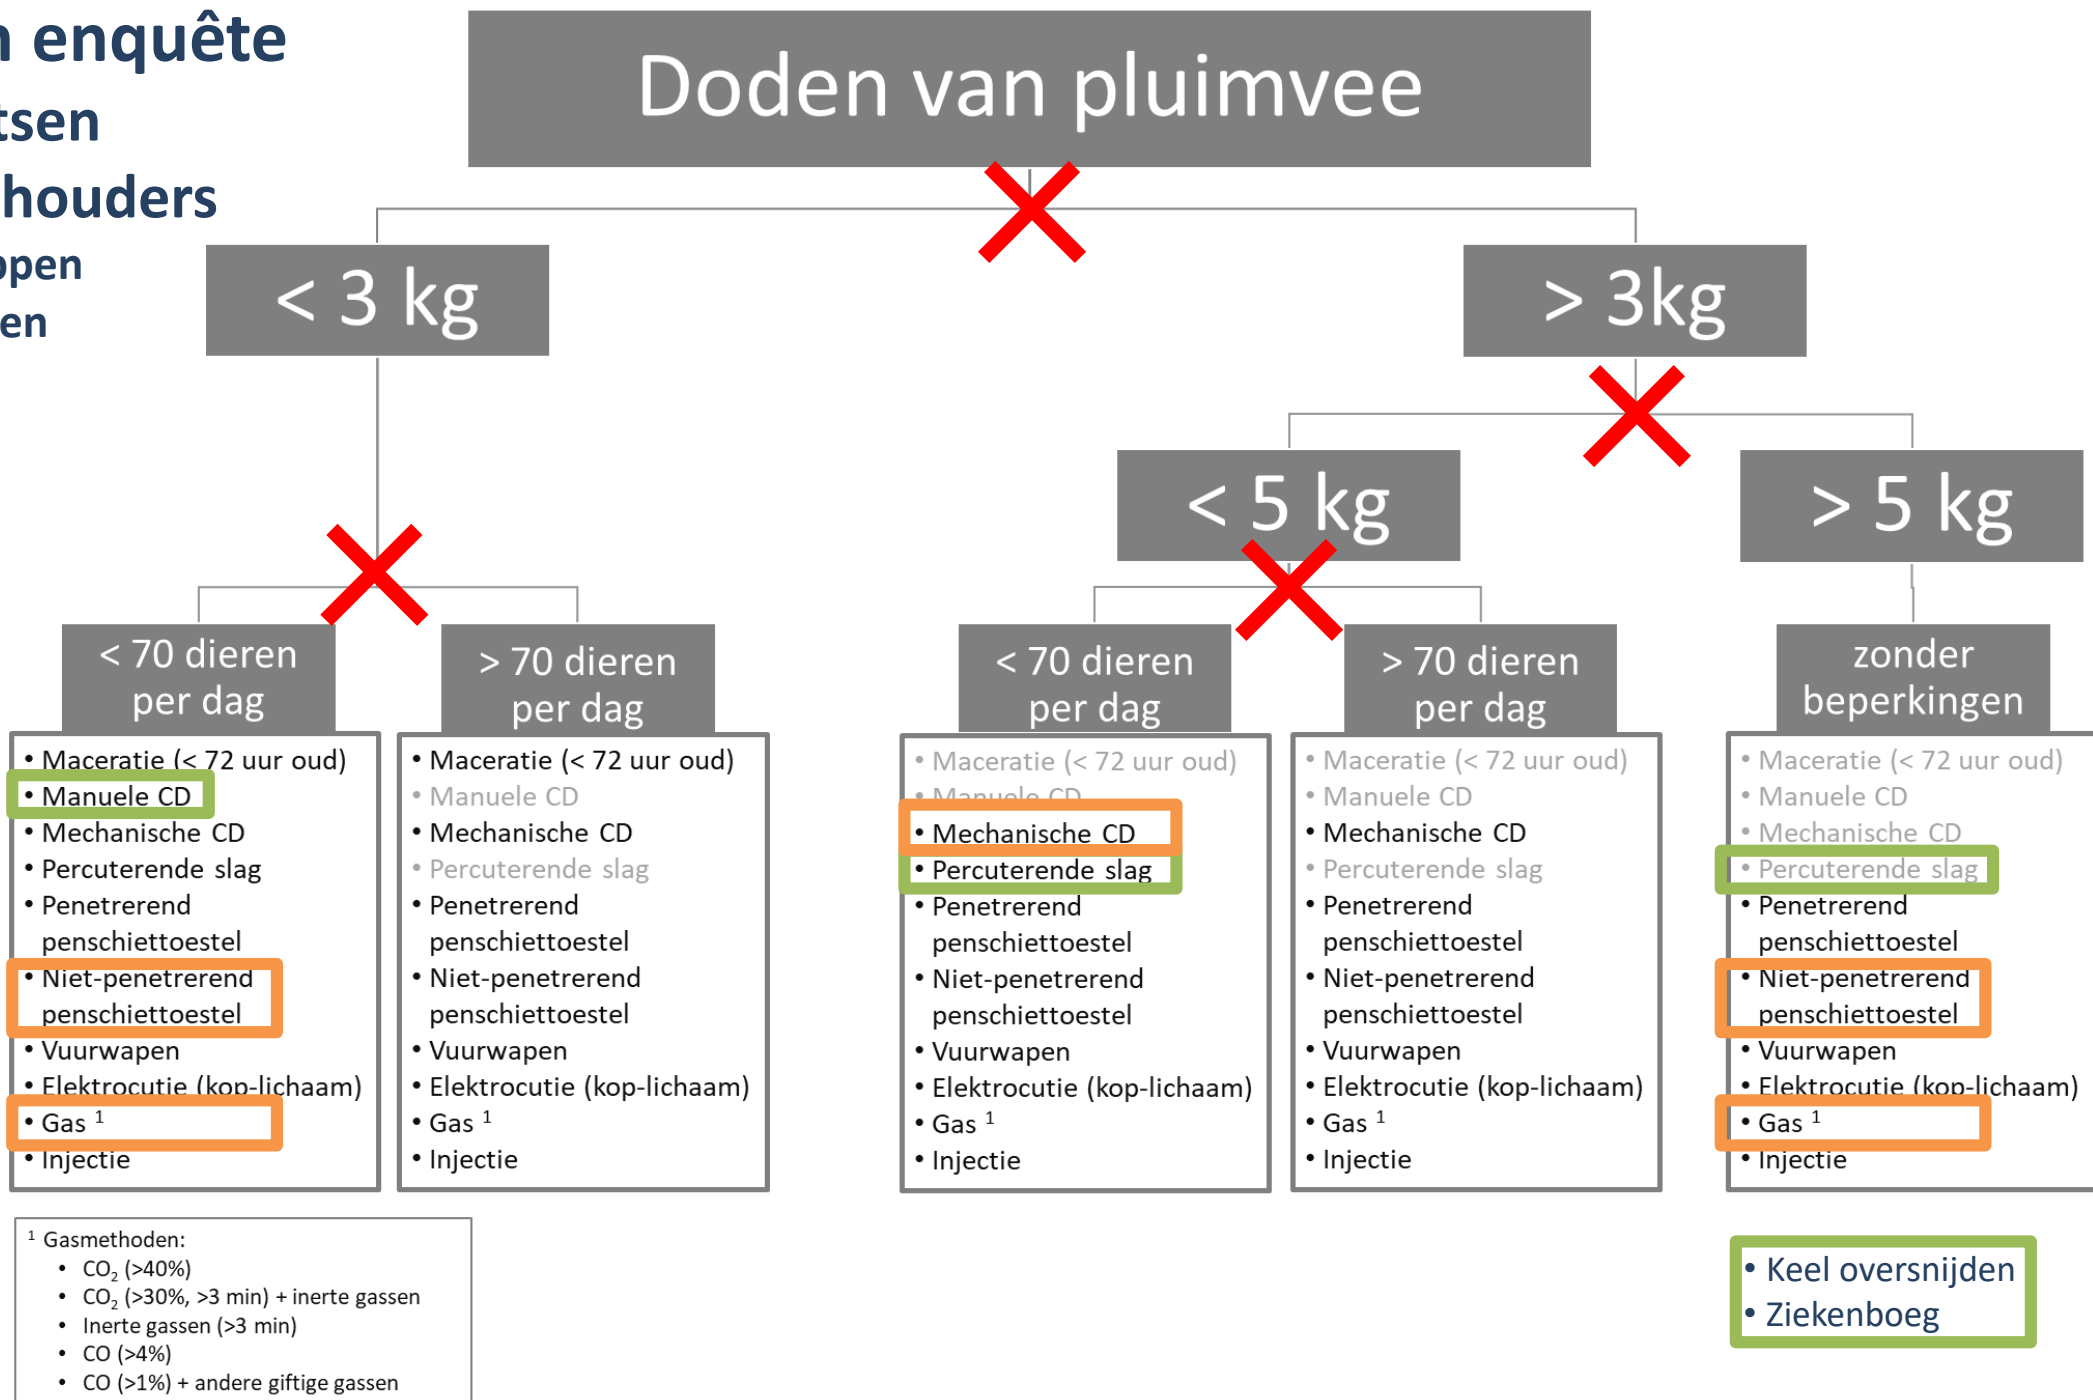 enquête
Doden van pluimvee
houders
< 3 kg
> 3kg
< 5 kg
> 5 kg
< 70 dieren
per dag
• Maceratie (< 72 uur oud)
• Manuele CD
• Mechanische CD
• Percuterende slag
• Penetrerend
penschiettoestel
• Niet-penetrerend
penschiettoestel
• Vuurwapen
• Elektrocutie (kop-lichaam)
• Gas ¹
• Injectie
> 70 dieren
per dag
• Maceratie (< 72 uur oud)
• Manuele CD
• Mechanische CD
• Percuterende slag
• Penetrerend
penschiettoestel
• Niet-penetrerend
penschiettoestel
• Vuurwapen
• Elektrocutie (kop-lichaam)
• Gas ¹
• Injectie
< 70 dieren
per dag
• Maceratie (< 72 uur oud)
• Manuele CD
• Mechanische CD
• Percuterende slag
• Penetrerend
penschiettoestel
• Niet-penetrerend
penschiettoestel
• Vuurwapen
• Elektrocutie (kop-lichaam)
• Gas ¹
• Injectie
> 70 dieren
per dag
• Maceratie (< 72 uur oud)
• Manuele CD
• Mechanische CD
• Percuterende slag
• Penetrerend
penschiettoestel
• Niet-penetrerend
penschiettoestel
• Vuurwapen
• Elektrocutie (kop-lichaam)
• Gas ¹
• Injectie
zonder
beperkingen
• Maceratie (< 72 uur oud)
• Manuele CD
• Mechanische CD
• Percuterende slag
• Penetrerend
penschiettoestel
• Niet-penetrerend
penschiettoestel
• Vuurwapen
• Elektrocutie (kop-lichaam)
• Gas ¹
• Injectie
¹ Gasmethoden:
• CO₂ (>40%)
• CO₂ (>30%, >3 min) + inerte gassen
• Inerte gassen (>3 min)
• CO (>4%)
• CO (>1%) + andere giftige gassen
• Keel oversnijden
• Ziekenboeg